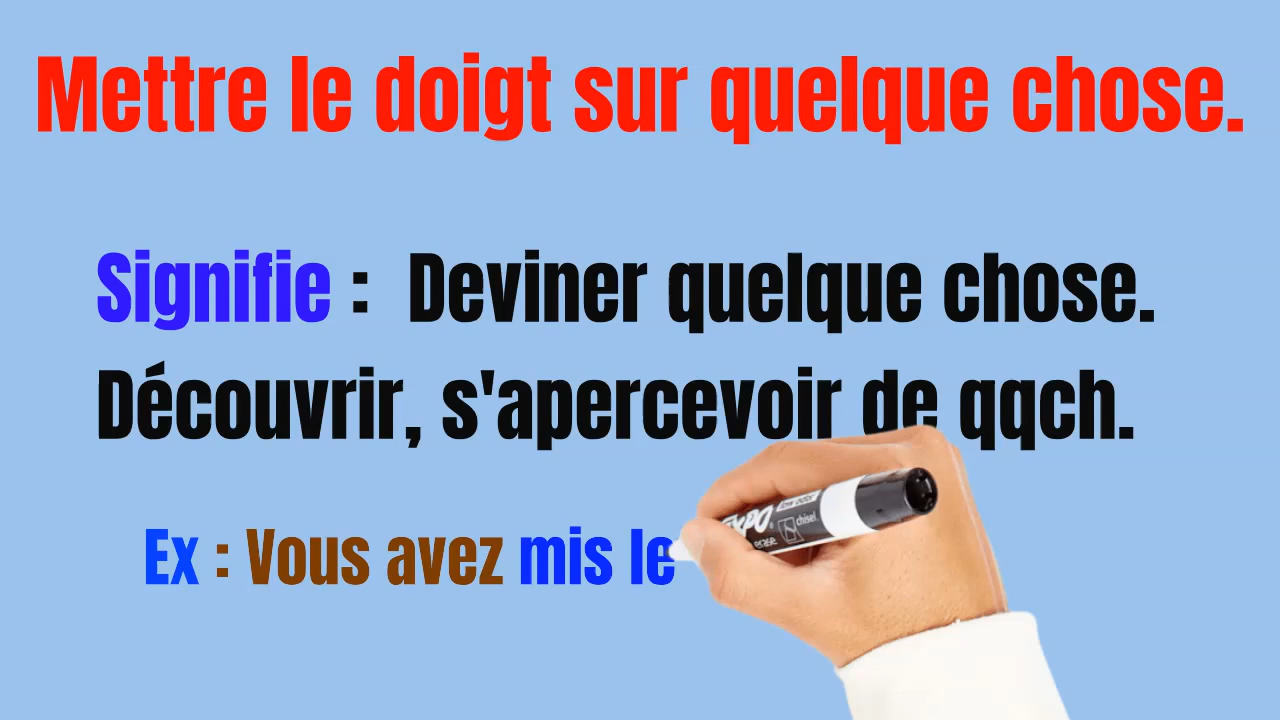 Mettre le doigt sur quelque chose.
Signifie : Deviner quelque chose.
Découvrir, s'apercevoir de qqch.
Ex : Vous avez mis le
chisel